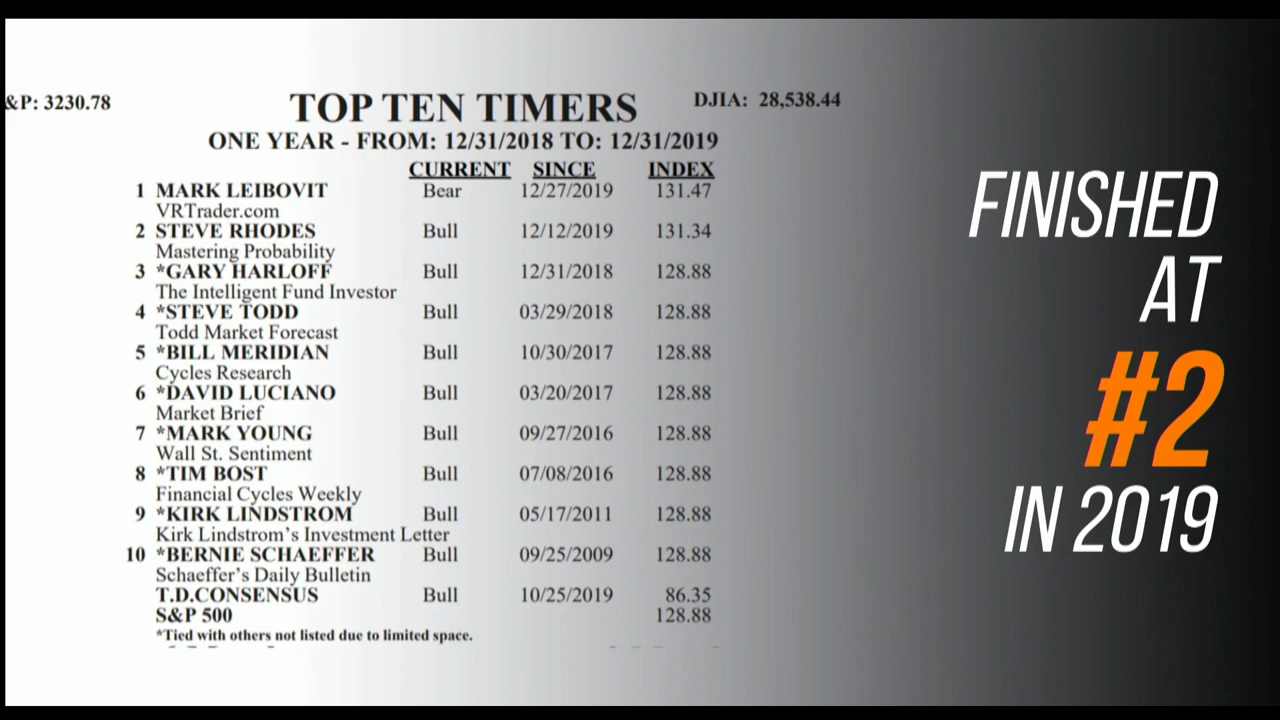 &P: 3230.78
TOP TEN TIMERS
DJIA: 28,538.44
ONE YEAR - FROM: 12/31/2018 TO: 12/31/2019
CURRENT SINCE INDEX
1 MARK LEIBOVIT Bear 12/27/2019 131.47
VRTrader.com
2 STEVE RHODES Bull 12/12/2019 131.34
Mastering Probability
3 *GARY HARLOFF Bull 12/31/2018 128.88
The Intelligent Fund Investor
4 *STEVE TODD Bull 03/29/2018 128.88
Todd Market Forecast
5 *BILL MERIDIAN Bull 10/30/2017 128.88
Cycles Research
6 *DAVID LUCIANO Bull 03/20/2017 128.88
Market Brief
7 *MARK YOUNG Bull 09/27/2016 128.88
Wall St. Sentiment
8 *TIM BOST Bull 07/08/2016 128.88
Financial Cycles Weekly
9 *KIRK LINDSTROM Bull 05/17/2011 128.88
Kirk Lindstrom's Investment Letter
10 *BERNIE SCHAEFFER Bull 09/25/2009 128.88
Schaeffer's Daily Bulletin
T.D.CONSENSUS Bull 10/25/2019 86.35
S&P 500 128.88
*Tied with others not listed due to limited space.
FINISHED
AT
#2
IN 2019